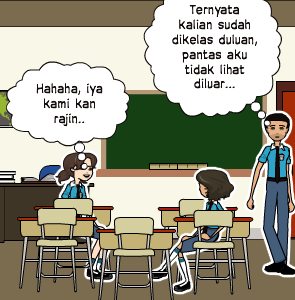 Ternyata
kalian sudah
dikelas duluan,
pantas aku
tidak lihat
diluar...
Hahaha, iya
kami kan
rajin..